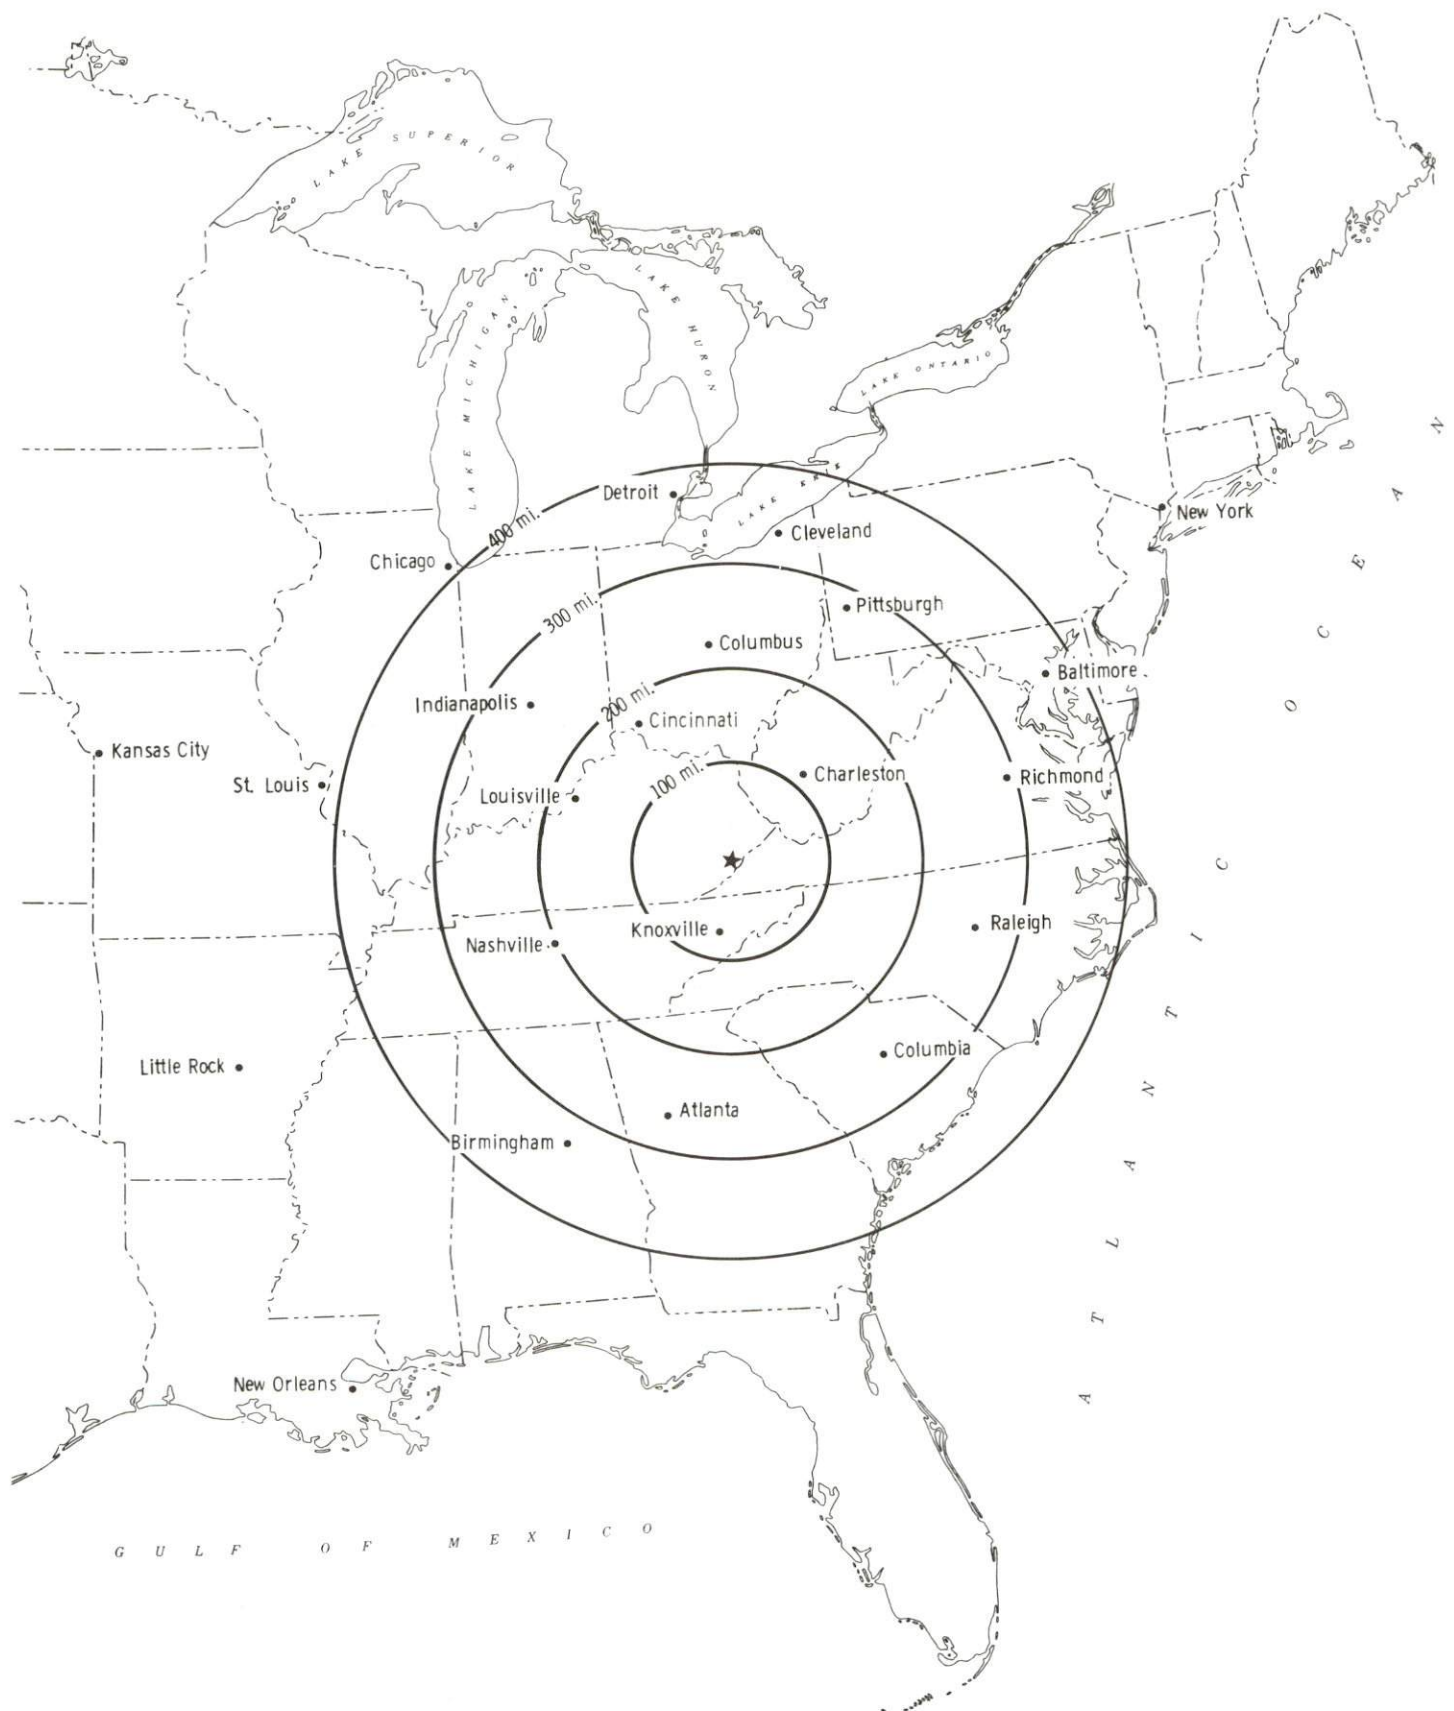 LAKE SUPERIOR
LAKE MICHIGAN
LAKE HURON
LAKE ONTARIO
LAKE ERIE
Detroit
400 mi.
Cleveland
New York
Chicago
300 mi.
Pittsburgh
Columbus
Baltimore
Indianapolis
200 mi.
Cincinnati
Kansas City
St. Louis
Louisville
100 mi.
Charleston
Richmond
Knoxville
Raleigh
Nashville
Little Rock
Columbia
Atlanta
Birmingham
New Orleans
ATLANTIC OCEAN
GULF OF MEXICO